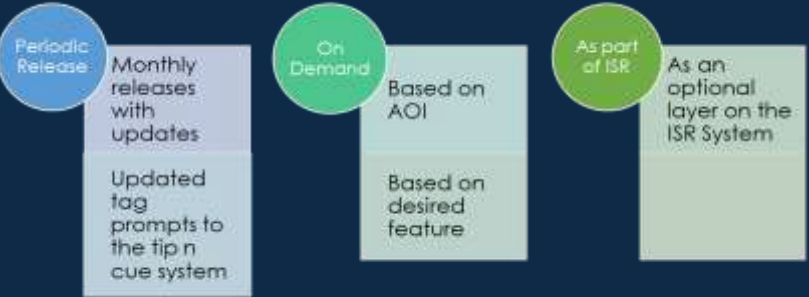 Periodic
Release
Monthly
releases
with
updates
Updated
tag
prompts to
the tip n
cue system
On
Demand
Based on
AOI
Based on
desired
feature
As part
of ISR
As an
optional
layer on the
ISR System